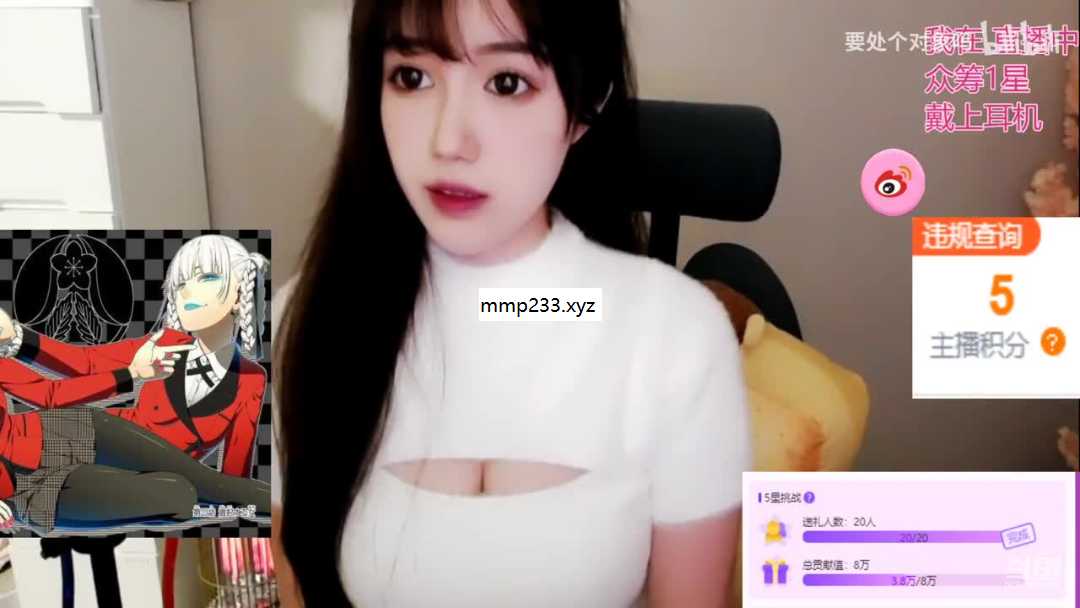 要处个对象吗
我在 直播中
众筹1星
戴上耳机
mmp233.xyz
违规查询
5
主播积分
?
5星挑战?
送礼人数：20人
20/20
完成
总贡献值：8万
3.8万/8万